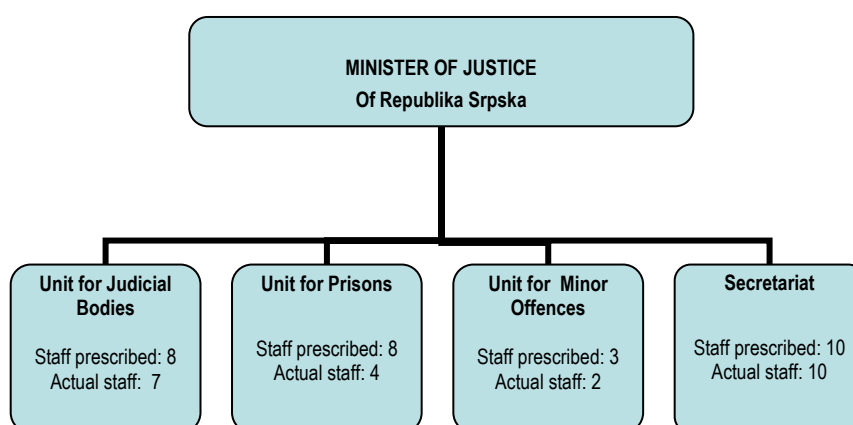 MINISTER OF JUSTICE
Of Republika Srpska
Unit for Judicial
Bodies
Staff prescribed: 8
Actual staff:  7
Unit for Prisons
Staff prescribed: 8
Actual staff: 4
Unit for  Minor
Offences
Staff prescribed: 3
Actual staff: 2
Secretariat
Staff prescribed: 10
Actual staff: 10